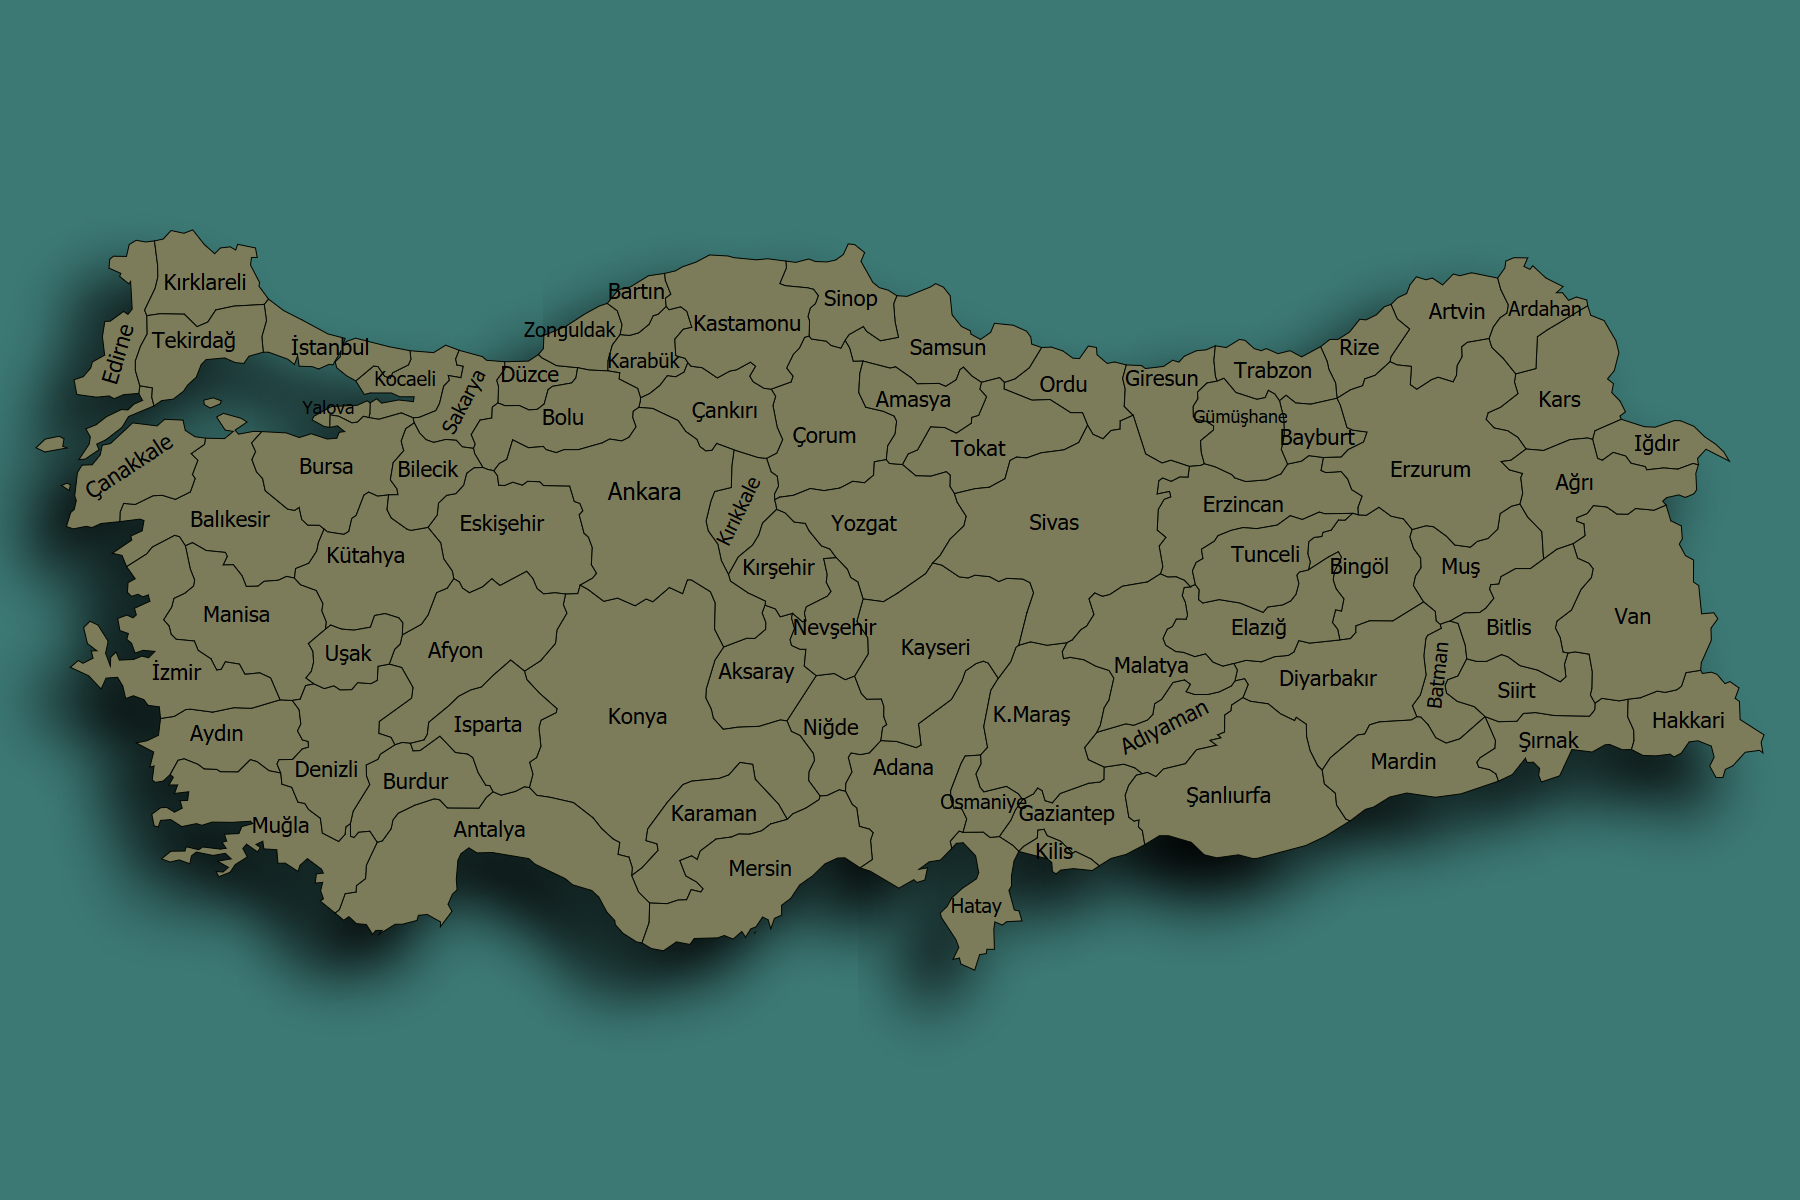 Kırklareli
Edirne
Tekirdağ
İstanbul
Kocaeli
Yalova
Sakarya
Düzce
Zonguldak
Bartın
Karabük
Kastamonu
Sinop
Samsun
Bolu
Çankırı
Çorum
Amasya
Tokat
Ordu
Giresun
Trabzon
Gümüşhane
Bayburt
Rize
Artvin
Ardahan
Kars
Iğdır
Ağrı
Erzurum
Çanakkale
Balıkesir
Bursa
Bilecik
Kütahya
Eskişehir
Ankara
Kırıkkale
Kırşehir
Yozgat
Sivas
Erzincan
Tunceli
Bingöl
Muş
Bitlis
Van
Manisa
İzmir
Uşak
Afyon
Aksaray
Nevşehir
Kayseri
Malatya
Elazığ
Diyarbakır
Batman
Siirt
Hakkari
Şırnak
Mardin
Şanlıurfa
Adıyaman
K.Maraş
Niğde
Konya
Isparta
Aydın
Denizli
Burdur
Muğla
Antalya
Karaman
Mersin
Adana
Osmaniye
Gaziantep
Kilis
Hatay